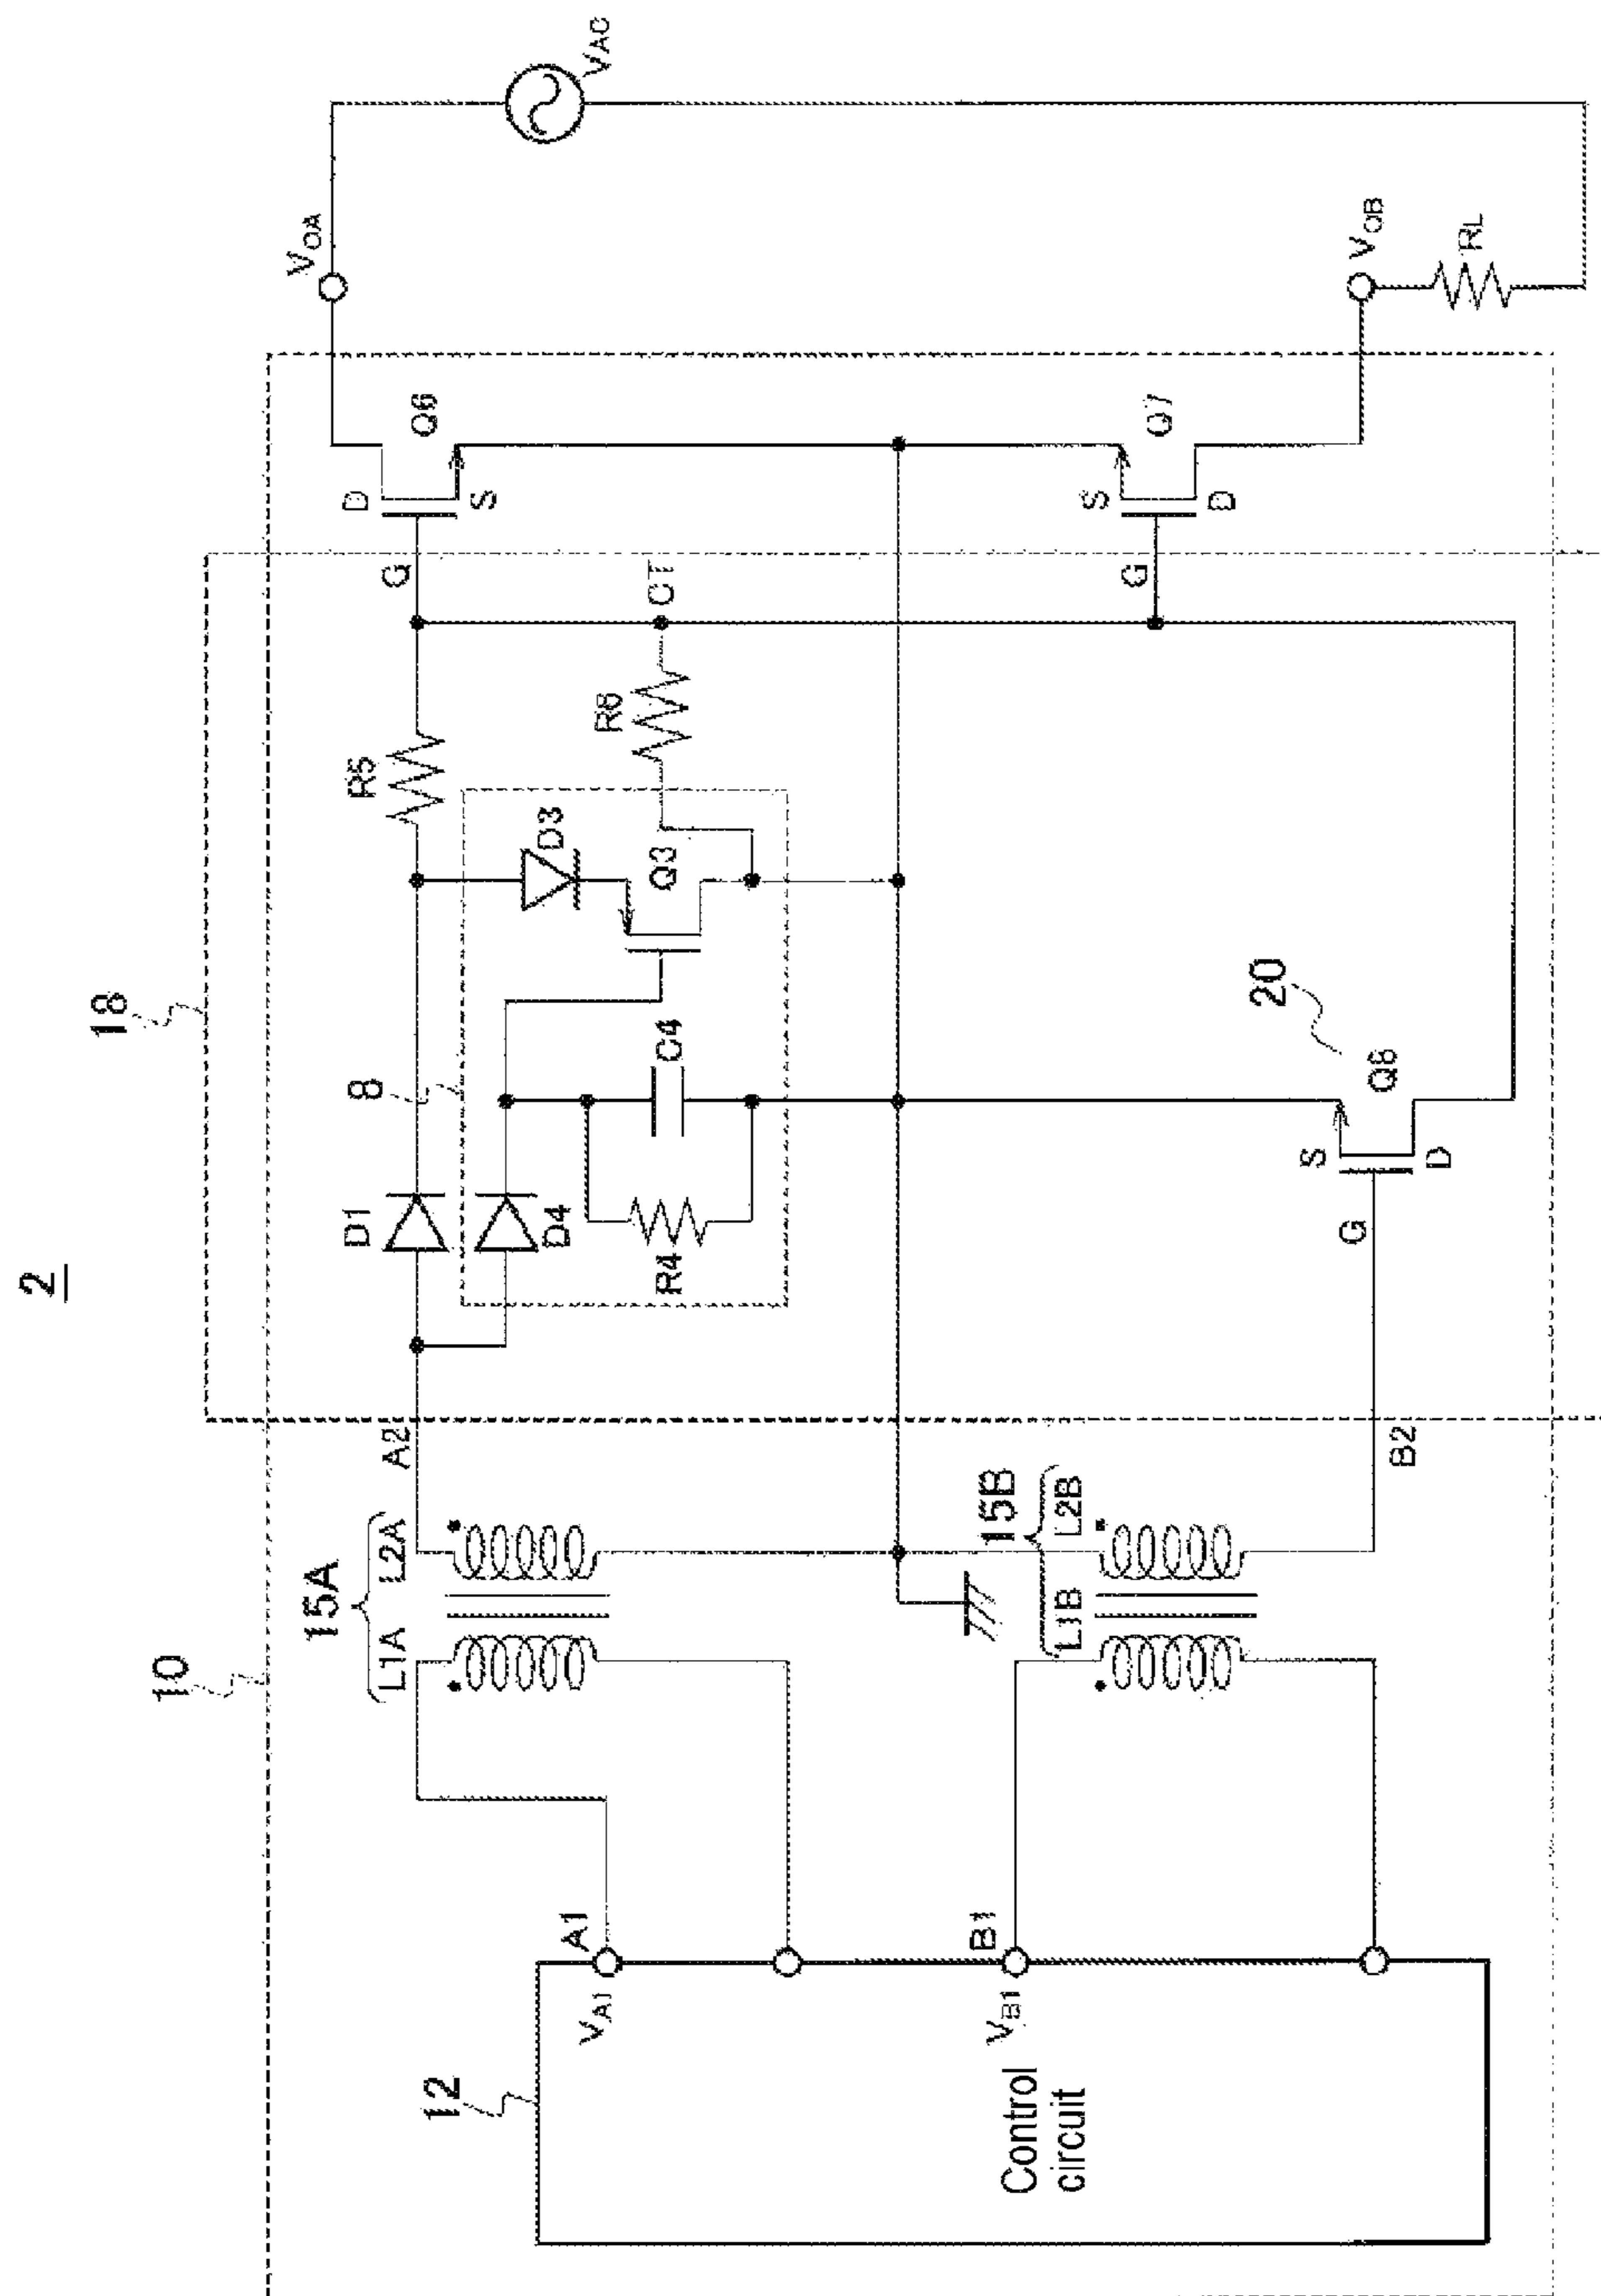 2
10
18
12
Control
circuit
VA1
A1
VB1
B1
15A
L1A
L2A
A2
15B
L1B
L2B
B2
D1
D4
R4
8
C4
D3
Q3
R5
R6
CT
G
D
S
Q6
G
S
D
Q7
G
S
D
Q8
20
VOA
VOB
VAC
RL